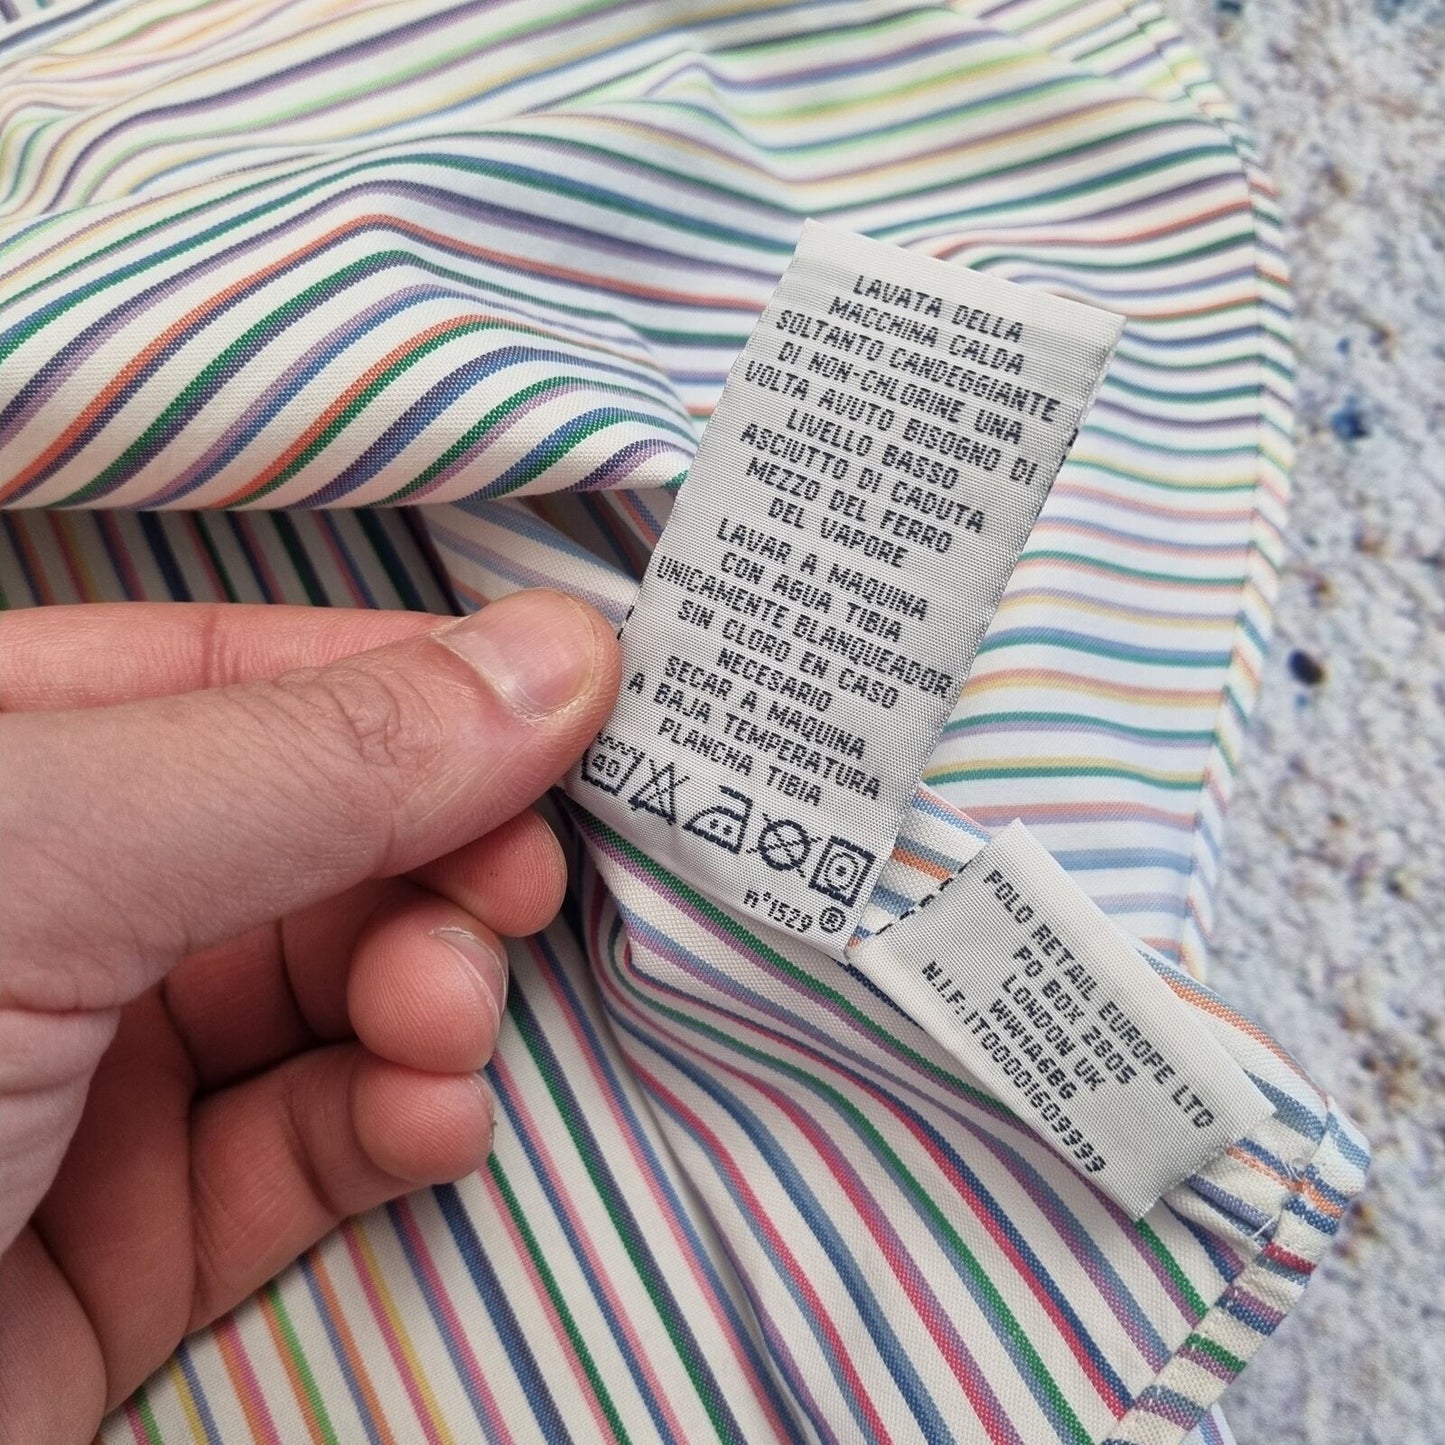 LAVATA DELLA
MACCHINA CALDA
SOLTANTO CANDEGGIANTE
DI NON-CHLORINE UNA
VOLTA AVUTO BISOGNO DI
LIVELLO BASSO
ASCIUTTO DI CADUTA
MEZZO DEL FERRO
DEL VAPORE
LAVAR A MAQUINA
CON AGUA TIBIA
UNICAMENTE BLANQUEADOR
SIN CLORO EN CASO
NECESARIO
SECAR A MAQUINA
A BAJA TEMPERATURA
PLANCHA TIBIA
40
n°1529 ®
POLO RETAIL EUROPE LTD
PO BOX 2905
LONDON UK
WW1A6BG
N.I.F.IT00001609999